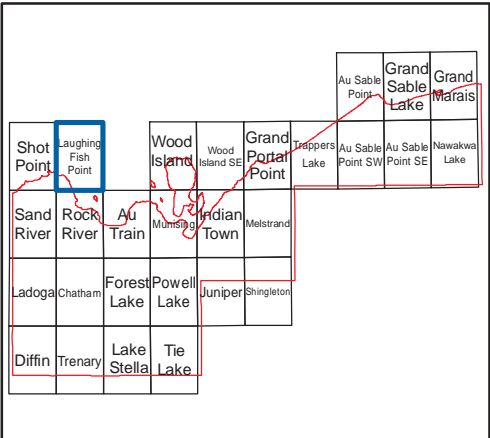 Au Sable
Point
Grand
Sable
Lake
Grand
Marais
Shot
Point
Laughing
Fish
Point
Wood
Island
Wood
Island SE
Grand
Portal
Point
Trappers
Lake
Au Sable
Point SW
Au Sable
Point SE
Nawakwa
Lake
Sand
River
Rock
River
Au
Train
Munising
Indian
Town
Melstrand
Ladoga
Chatham
Forest
Lake
Powell
Lake
Juniper
Shingleton
Diffin
Trenary
Lake
Stella
Tie
Lake